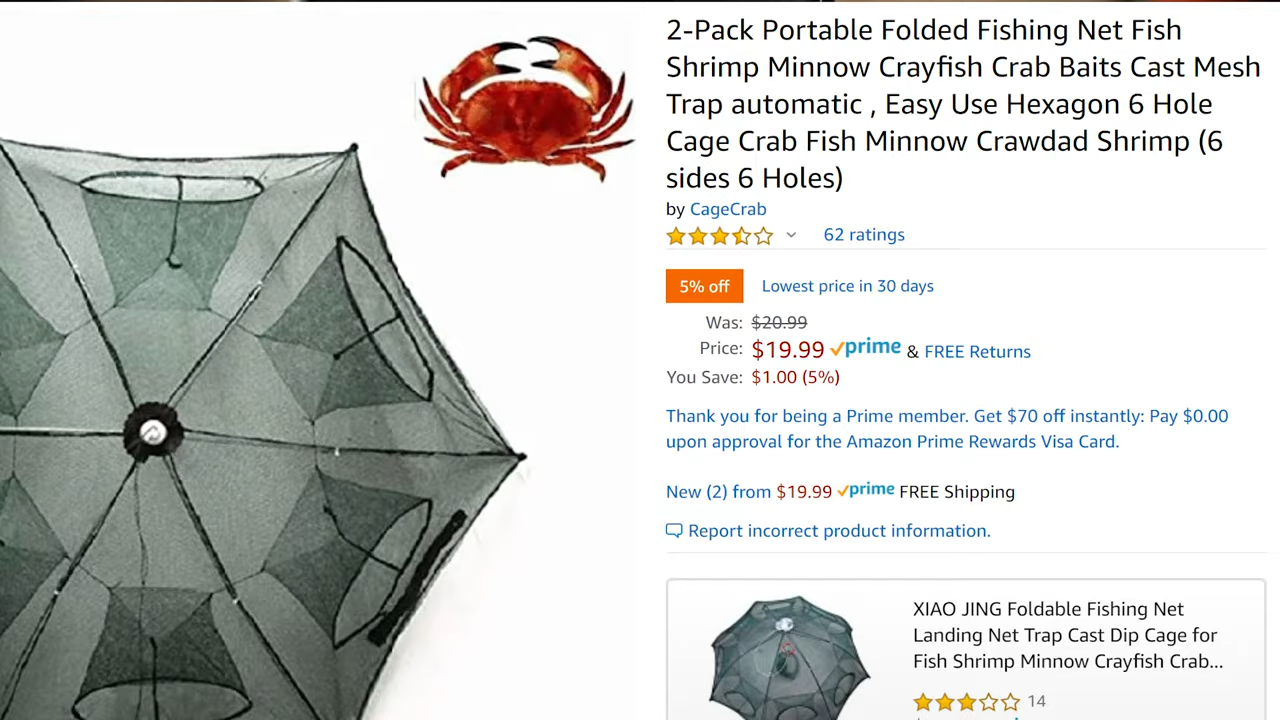 2-Pack Portable Folded Fishing Net Fish
Shrimp Minnow Crayfish Crab Baits Cast Mesh
Trap automatic , Easy Use Hexagon 6 Hole
Cage Crab Fish Minnow Crawdad Shrimp (6
sides 6 Holes)
by CageCrab
62 ratings
5% off Lowest price in 30 days
Was: $20.99
Price: $19.99 prime & FREE Returns
You Save: $1.00 (5%)
Thank you for being a Prime member. Get $70 off instantly: Pay $0.00
upon approval for the Amazon Prime Rewards Visa Card.
New (2) from $19.99 prime FREE Shipping
Report incorrect product information.
XIAO JING Foldable Fishing Net
Landing Net Trap Cast Dip Cage for
Fish Shrimp Minnow Crayfish Crab...
14